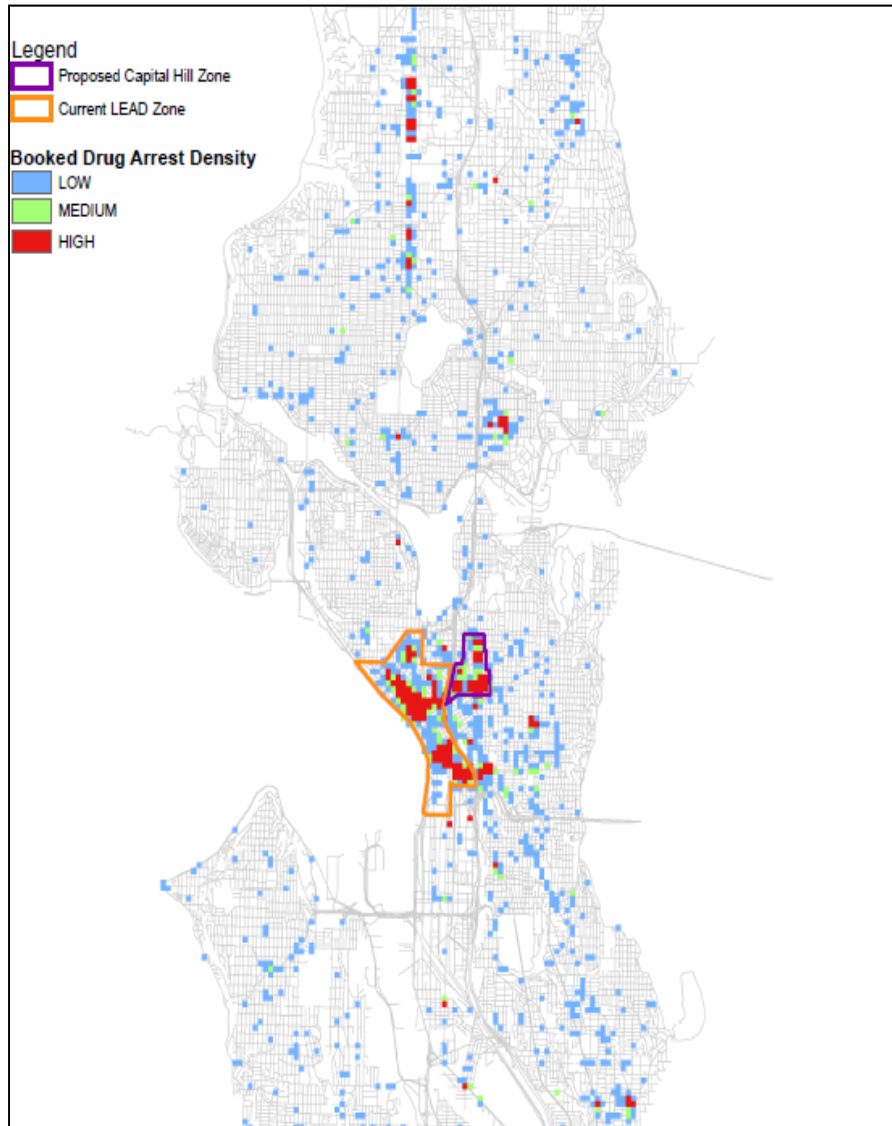 Legend
Proposed Capital Hill Zone
Current LEAD Zone
Booked Drug Arrest Density
LOW
MEDIUM
HIGH